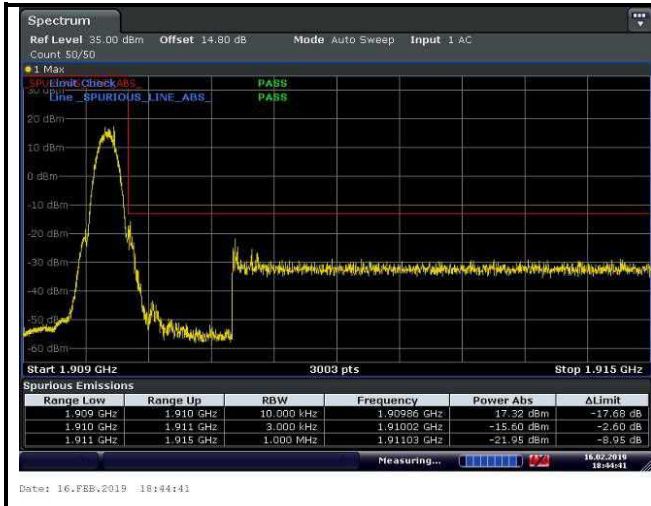 Spectrum
Ref Level 35.00 dBm Offset 14.80 dB Mode Auto Sweep Input 1 AC
Count 50/50
1 Max
Limit Check PASS
Line _SPURIOUS_LINE_ABS_ PASS
20 dBm
10 dBm
0 dBm
-10 dBm
-20 dBm
-30 dBm
-40 dBm
-50 dBm
-60 dBm
Start 1.909 GHz 3003 pts Stop 1.915 GHz
Spurious Emissions
Range Low Range Up RBW Frequency Power Abs ΔLimit
1.909 GHz 1.910 GHz 10.000 kHz 1.90986 GHz 17.32 dBm -17.68 dB
1.910 GHz 1.911 GHz 3.000 kHz 1.91002 GHz -15.60 dBm -2.60 dB
1.911 GHz 1.915 GHz 1.000 MHz 1.91103 GHz -21.95 dBm -8.95 dB
Measuring... 16.02.2019
18:44:41
Date: 16.FEB.2019 18:44:41